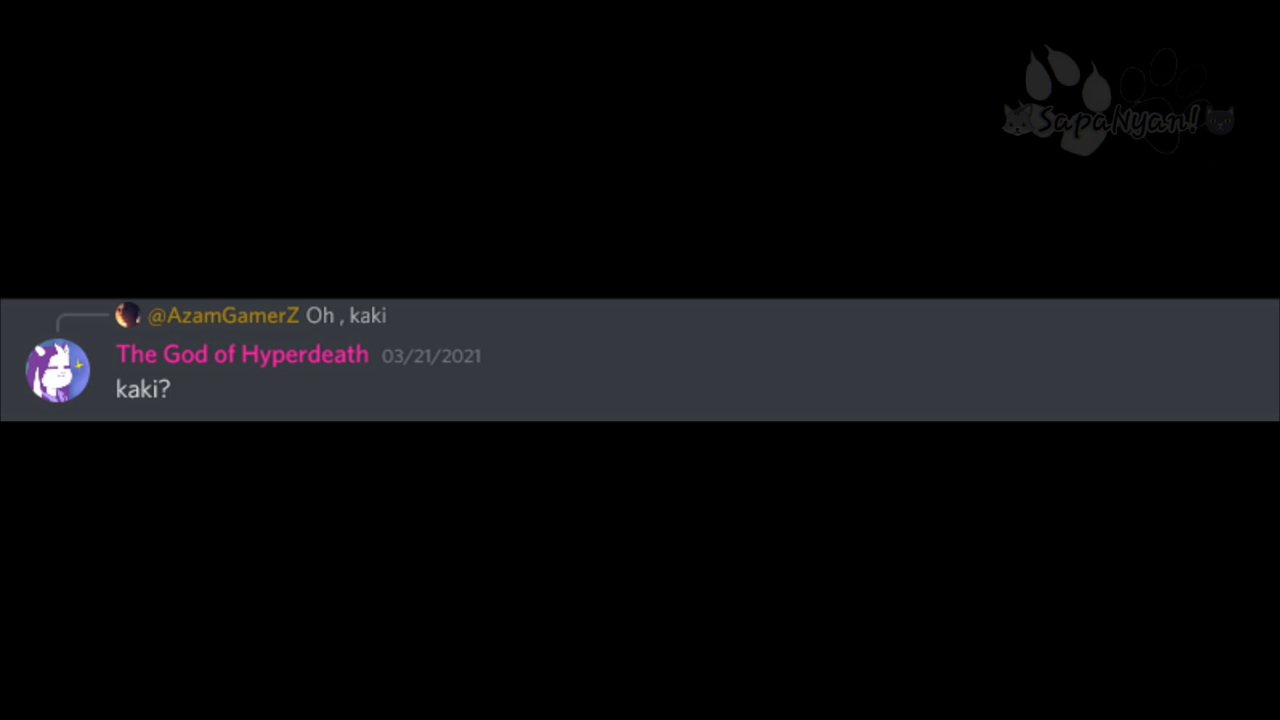 SapaNyan!
@AzamGamerZ Oh , kaki
The God of Hyperdeath 03/21/2021
kaki?